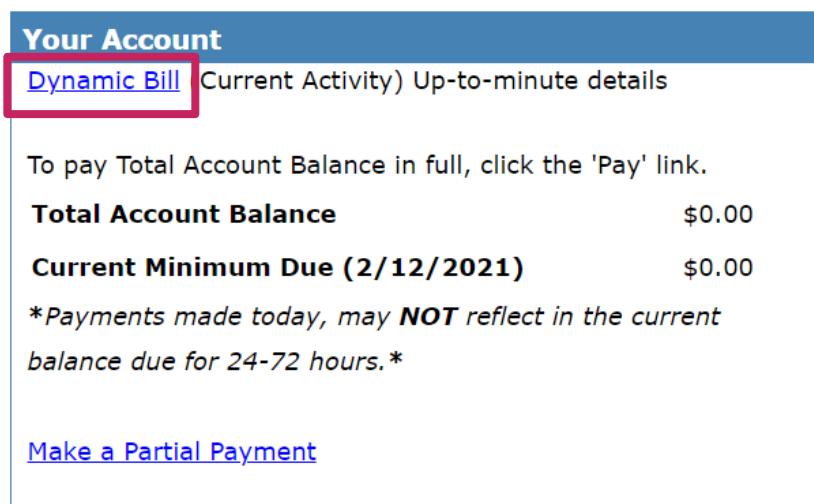 Your Account
Dynamic Bill (Current Activity) Up-to-minute details
To pay Total Account Balance in full, click the 'Pay' link.
Total Account Balance $0.00
Current Minimum Due (2/12/2021) $0.00
*Payments made today, may NOT reflect in the current
balance due for 24-72 hours.*
Make a Partial Payment